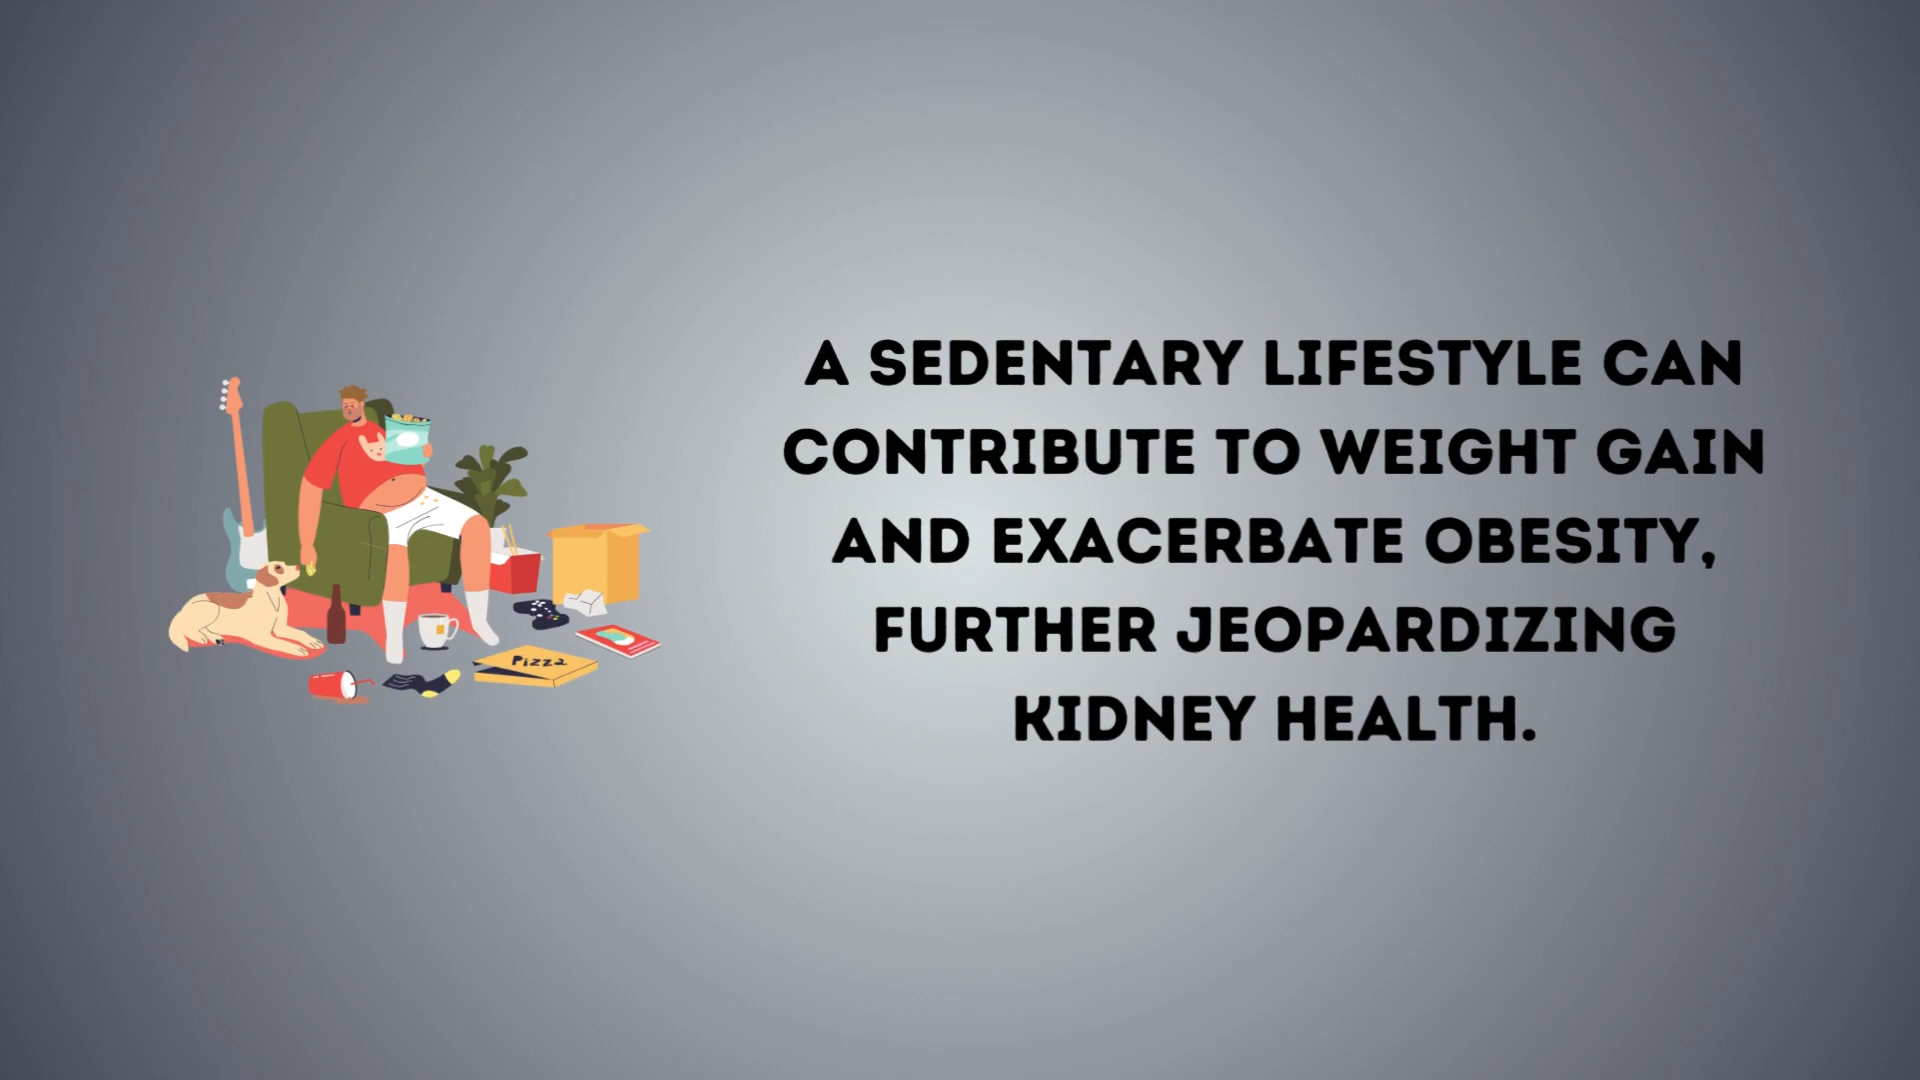 A SEDENTARY LIFESTYLE CAN
CONTRIBUTE TO WEIGHT GAIN
AND EXACERBATE OBESITY,
FURTHER JEOPARDIZING
KIDNEY HEALTH.
Pizza